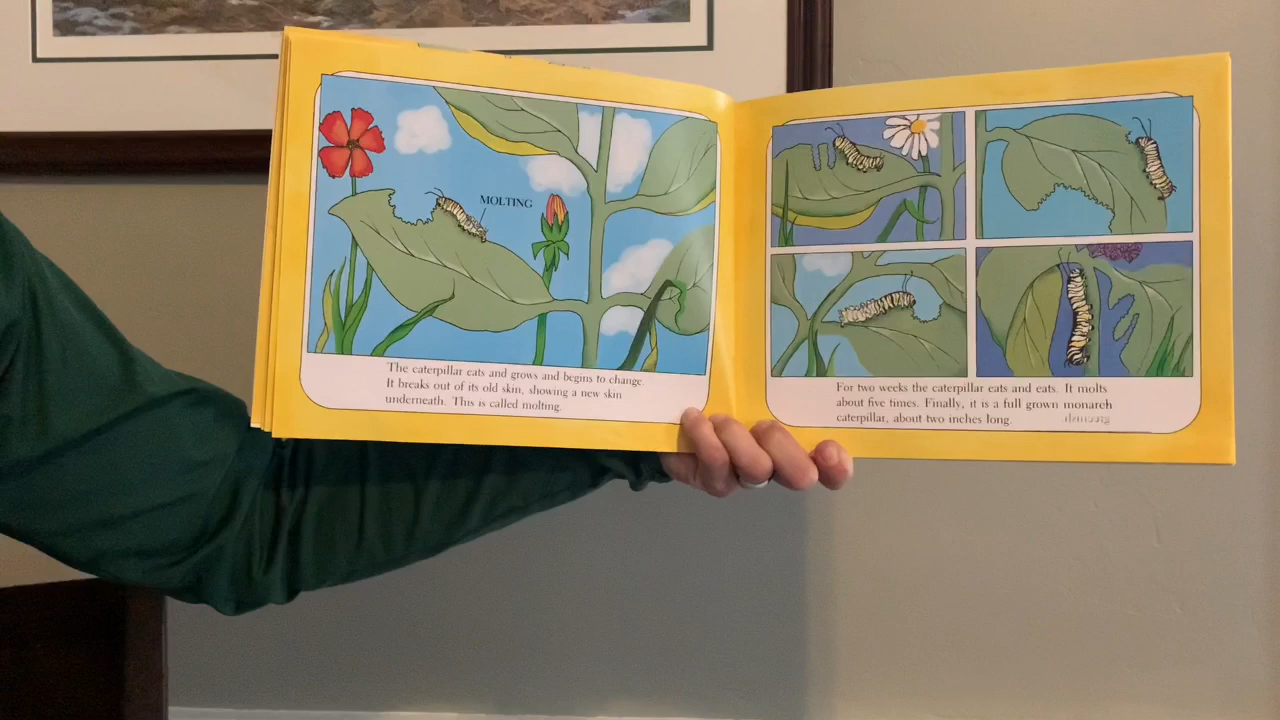 MOLTING
The caterpillar eats and grows and begins to change.
It breaks out of its old skin, showing a new skin
underneath. This is called molting.
For two weeks the caterpillar eats and eats. It molts
about five times. Finally, it is a full grown monarch
caterpillar, about two inches long.